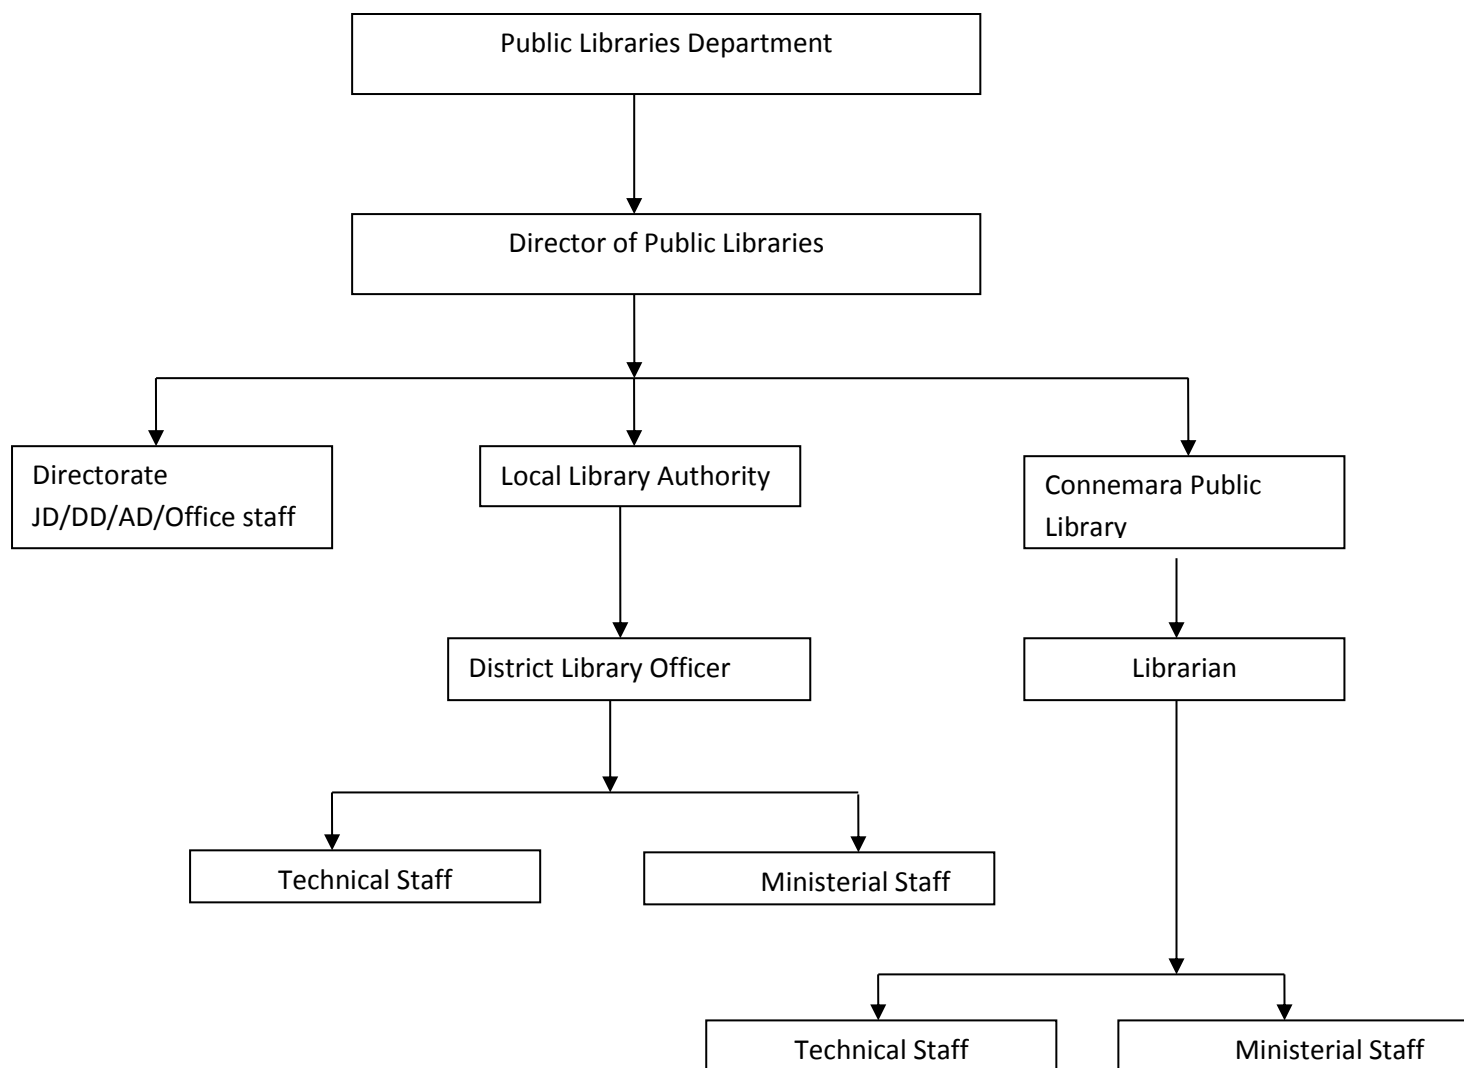 Public Libraries Department
Director of Public Libraries
Directorate
JD/DD/AD/Office staff
Local Library Authority
Connemara Public
Library
District Library Officer
Librarian
Technical Staff
Ministerial Staff
Technical Staff
Ministerial Staff